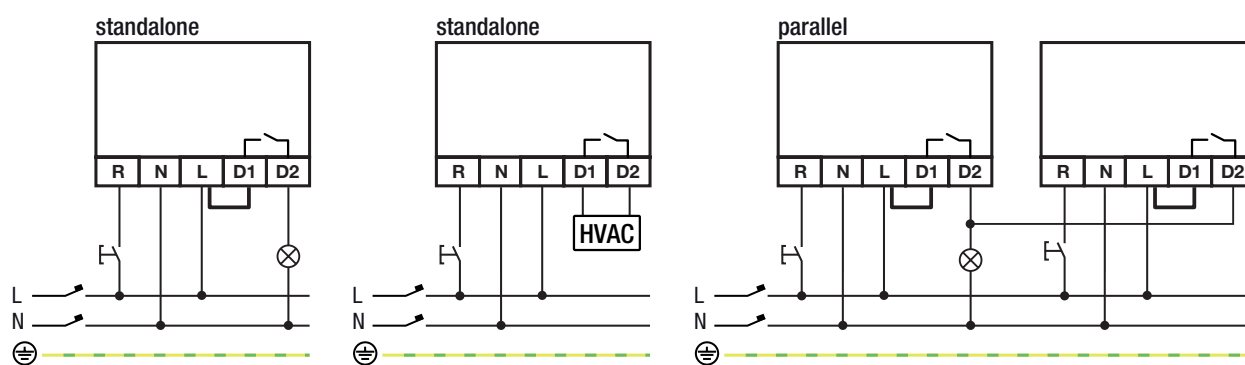 standalone
R N L D1 D2
L
N
standalone
R N L D1 D2
HVAC
L
N
parallel
R N L D1 D2
R N L D1 D2
L
N